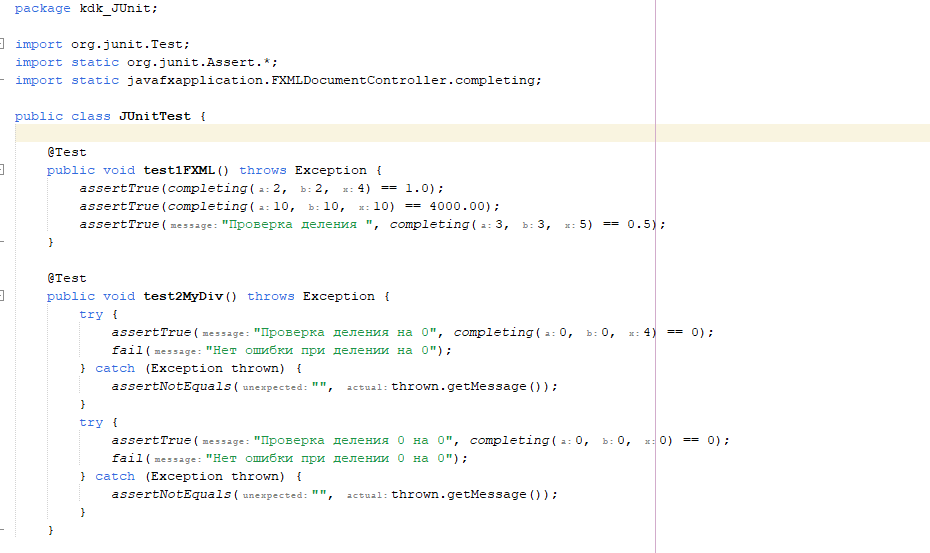 package kdk_JUnit;
import org.junit.Test;
import static org.junit.Assert.*;
import static javafxapplication.FXMLDocumentController.completing;
public class JUnitTest {
@Test
public void test1FXML() throws Exception {
assertTrue(completing( a: 2, b: 2, x: 4) == 1.0);
assertTrue(completing( a: 10, b: 10, x: 10) == 4000.00);
assertTrue( message: "Проверка деления ", completing( a: 3, b: 3, x: 5) == 0.5);
}
@Test
public void test2MyDiv() throws Exception {
try {
assertTrue( message: "Проверка деления на 0", completing( a: 0, b: 0, x: 4) == 0);
fail( message: "Нет ошибки при делении на 0");
} catch (Exception thrown) {
assertNotEquals( unexpected: "", actual: thrown.getMessage());
}
try {
assertTrue( message: "Проверка деления 0 на 0", completing( a: 0, b: 0, x: 0) == 0);
fail( message: "Нет ошибки при делении 0 на 0");
} catch (Exception thrown) {
assertNotEquals( unexpected: "", actual: thrown.getMessage());
}
}